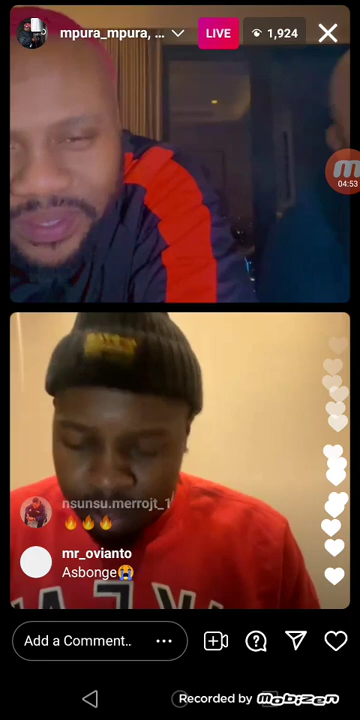 mpura_mpura, ...
LIVE
1,924
04:53
nsunsu.merrojt_1
🔥🔥🔥
mr_ovianto
Asbonge😭
Add a Comment..
Recorded by mobizen